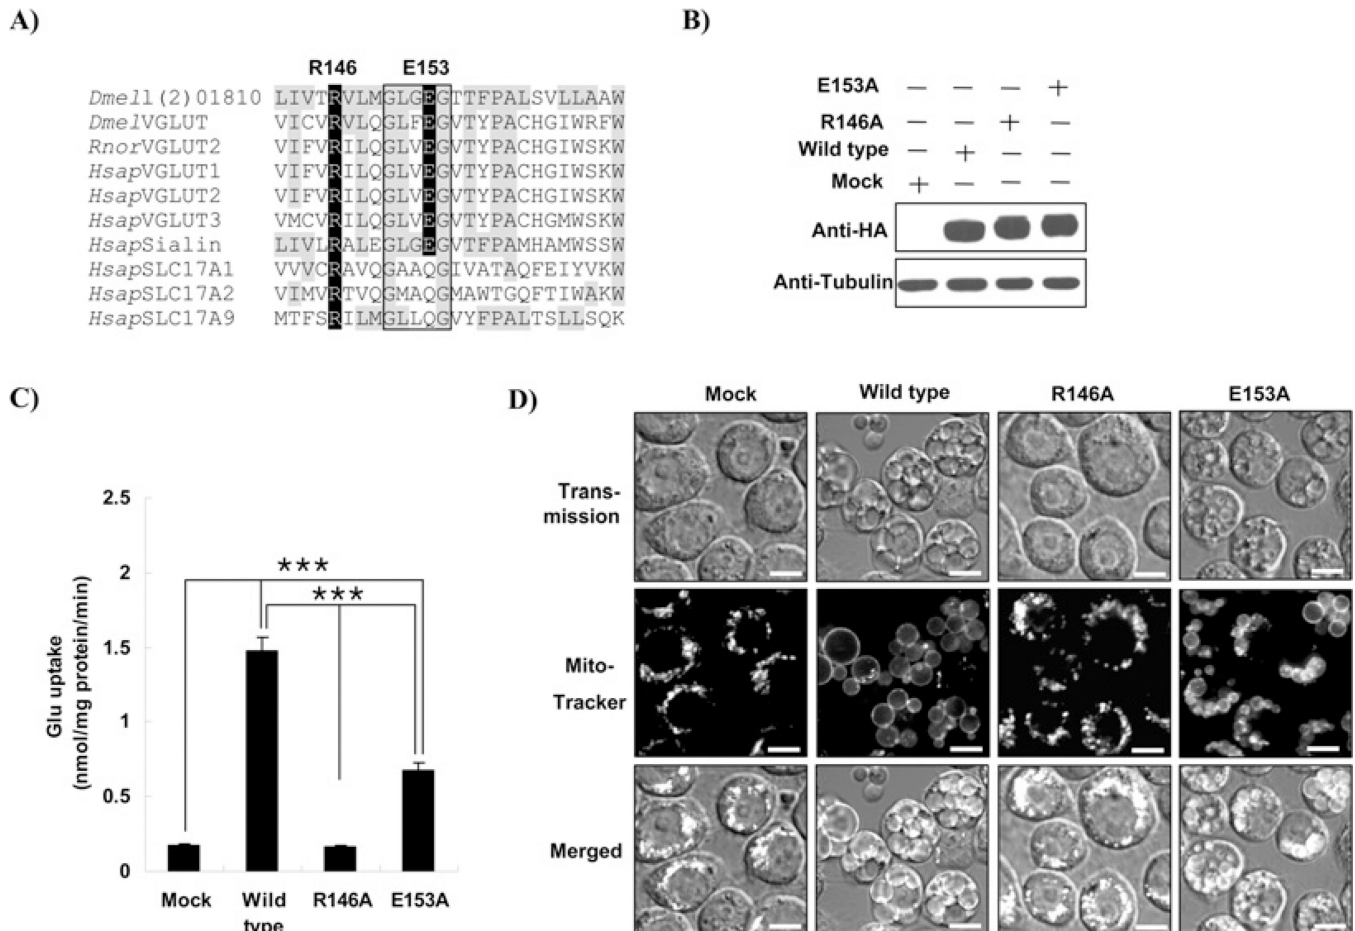 A)
R146 E153
Dmell(2)01810 LIVTRVLMGLGEGTTFPALSVLLAAW
DmelVGLUT VICVRVLQGLFEGVTYPACHGIWRFW
RnorVGLUT2 VIFVRILQGLVEGVTYPACHGIWSKW
HsapVGLUT1 VIFVRILQGLVEGVTYPACHGIWSKW
HsapVGLUT2 VIFVRILQGLVEGVTYPACHGIWSKW
HsapVGLUT3 VMCVRILQGLVEGVTYPACHGMWSKW
HsapSialin LIVLRALEGLGEGVTFPAMHAMWSSW
HsapSLC17A1 VVVCRAVQGAAQGIVATAQFEIYVKW
HsapSLC17A2 VIMVRTVQGMAQGMAWTGQFTIWAKW
HsapSLC17A9 MTFSRILMGLLQGVYFPALTSLLSQK
B)
E153A — — — +
R146A — — + —
Wild type — + — —
Mock + — — —
Anti-HA
Anti-Tubulin
C)
Glu uptake
(nmol/mg protein/min)
2.5
2
1.5
1
0.5
0
***
***
Mock Wild type R146A E153A
D)
Mock Wild type R146A E153A
Trans-
mission
Mito-
Tracker
Merged